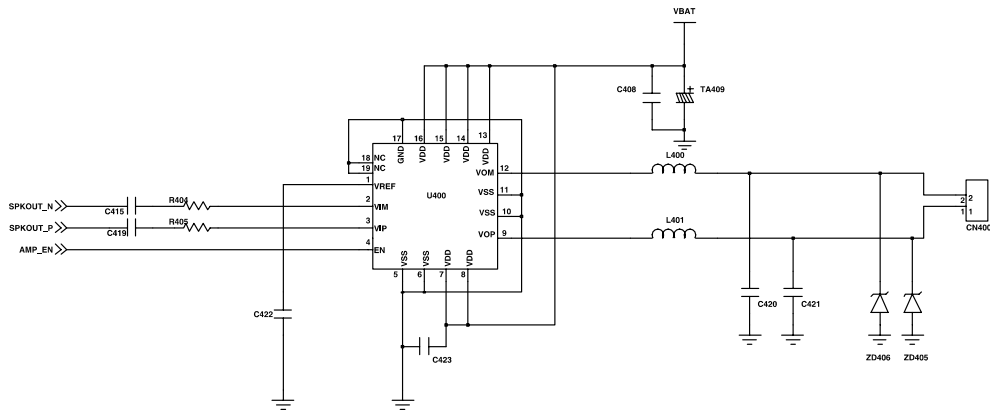 VBAT
C408
TA409
+
17 16 15 14 13
GND VDD VDD VDD VDD
18 NC
19 NC
1 VREF
2 VIM
3 VIP
4 EN
U400
VOM 12
VSS 11
VSS 10
VOP 9
VSS VSS VDD VDD
5 6 7 8
L400
L401
SPKOUT_N
C415
R404
SPKOUT_P
C419
R405
AMP_EN
2 2
1 1
CN400
C422
C423
C420
C421
ZD406
ZD405